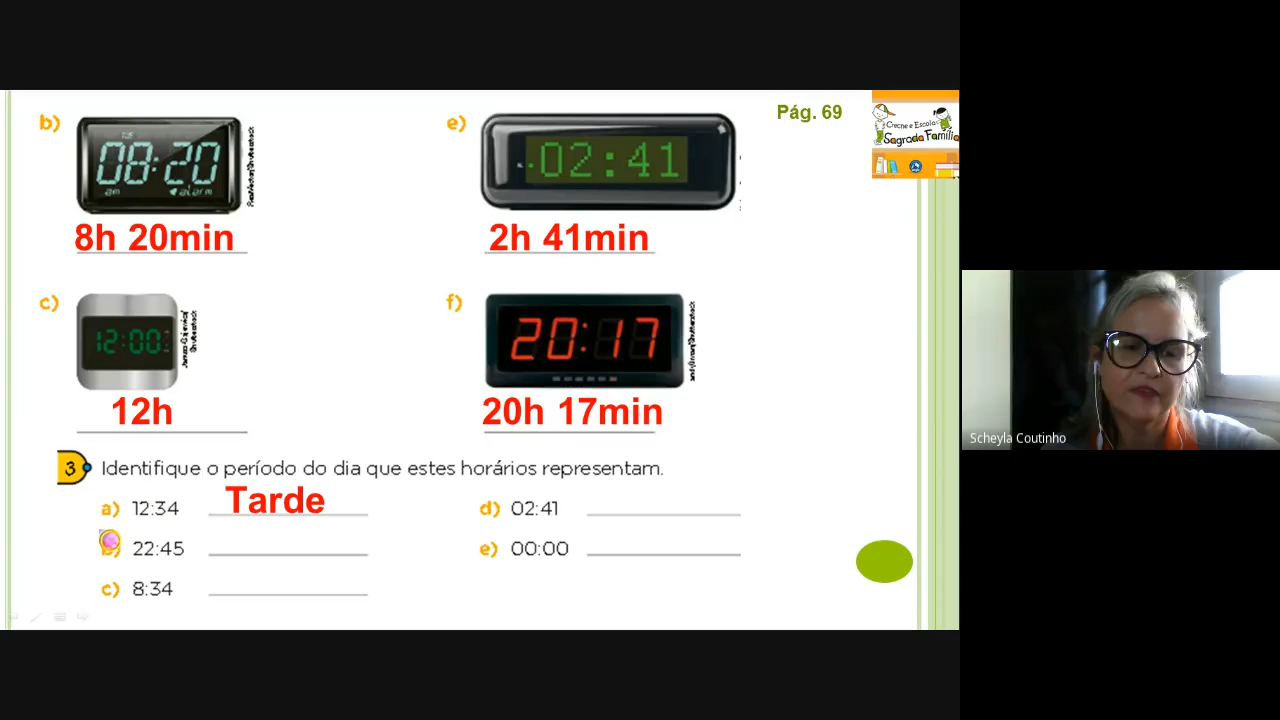 Pág. 69
Creche e Escola
Sagrada Família
b)
08:20
am
alarm
8h 20min
e)
02:41
2h 41min
c)
12:00
12h
f)
20:17
20h 17min
3 Identifique o período do dia que estes horários representam.
a) 12:34 Tarde
22:45
c) 8:34
d) 02:41
e) 00:00
Scheyla Coutinho